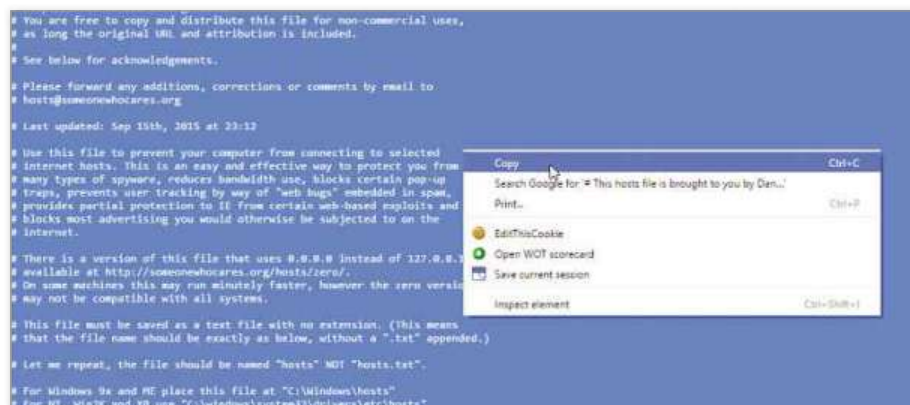 # You are free to copy and distribute this file for non-commercial uses,
# as long the original URL and attribution is included.
#
# See below for acknowledgements.
# Please forward any additions, corrections or comments by email to
# hosts@someonewhocares.org
# Last updated: Sep 15th, 2015 at 23:12
# Use this file to prevent your computer from connecting to selected
# internet hosts. This is an easy and effective way to protect you from
# many types of spyware, reduces bandwidth use, blocks certain pop-up
# traps, prevents user tracking by way of "web bugs" embedded in spam,
# provides partial protection to IE from certain web-based exploits and
# blocks most advertising you would otherwise be subjected to on the
# internet.
# There is a version of this file that uses 0.0.0.0 instead of 127.0.0.1
# available at http://someonewhocares.org/hosts/zero/.
# On some machines this may run minutely faster, however the zero versio
# may not be compatible with all systems.
# This file must be saved as a text file with no extension. (This means
# that the file name should be exactly as below, without a ".txt" appended.)
# Let me repeat, the file should be named "hosts" NOT "hosts.txt".
# For Windows 9x and ME place this file at "C:\Windows\hosts"
# For NT, Win2K and XP use "C:\windows\system32\drivers\etc\hosts"
Copy Ctrl+C
Search Google for '# This hosts file is brought to you by Dan...'
Print... Ctrl+P
EditThisCookie
Open WOT scorecard
Save current session
Inspect element Ctrl+Shift+I